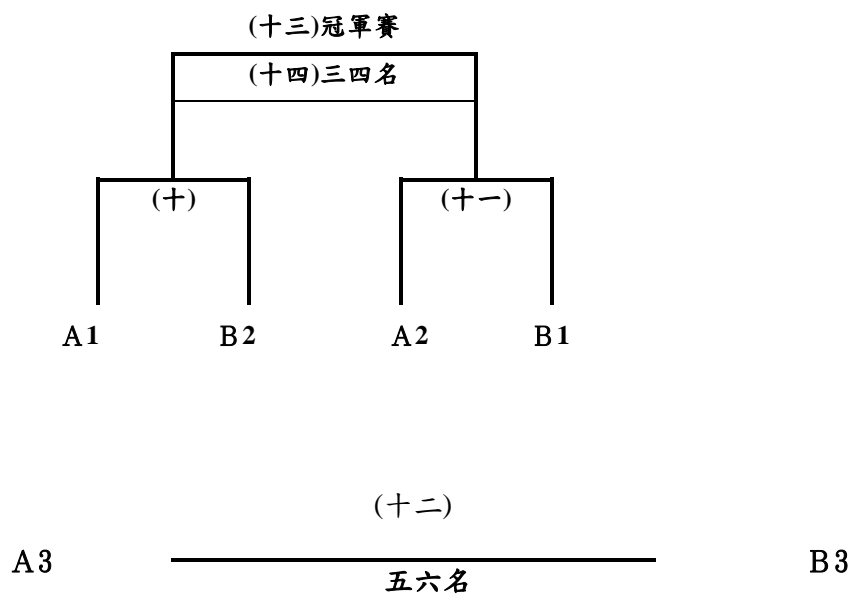 (十三)冠軍賽
(十四)三四名
(十) (十一)
A1 B2 A2 B1
(十二)
A3 B3
五六名